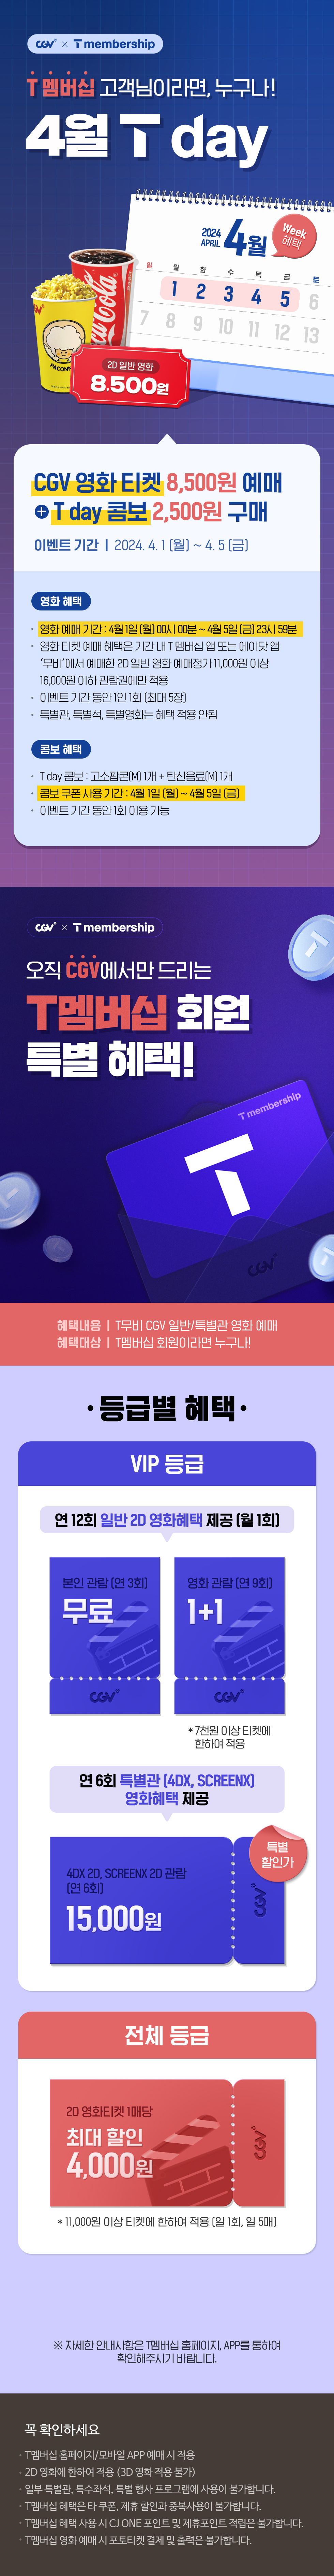 CGV × T membership
T 멤버십 고객님이라면, 누구나!
4월 T day
2024
APRIL
4월
Week
혜택
일 월 화 수 목 금 토
1 2 3 4 5 6
7 8 9 10 11 12 13
Coca-Cola
2D 일반 영화
8,500원
CGV 영화 티켓 8,500원 예매
+ T day 콤보 2,500원 구매
이벤트 기간 | 2024. 4. 1 (월) ~ 4. 5 (금)
영화 혜택
· 영화 예매 기간 : 4월 1일 (월) 00시 00분 ~ 4월 5일 (금) 23시 59분
· 영화 티켓 예매 혜택은 기간 내 T 멤버십 앱 또는 에이닷 앱
‘무비’에서 예매한 2D 일반 영화 예매정가 11,000원 이상
16,000원 이하 관람권에만 적용
· 이벤트 기간 동안 1인 1회 (최대 5장)
· 특별관, 특별석, 특별영화는 혜택 적용 안됨
콤보 혜택
· T day 콤보 : 고소팝콘(M) 1개 + 탄산음료(M) 1개
· 콤보 쿠폰 사용 기간 : 4월 1일 (월) ~ 4월 5일 (금)
· 이벤트 기간 동안 1회 이용 가능
CGV × T membership
오직 CGV에서만 드리는
T멤버십 회원
특별 혜택!
T membership
T
CGV
혜택내용 | T무비 CGV 일반/특별관 영화 예매
혜택대상 | T멤버십 회원이라면 누구나!
· 등급별 혜택 ·
VIP 등급
연 12회 일반 2D 영화혜택 제공 (월 1회)
본인 관람 (연 3회)
무료
CGV
영화 관람 (연 9회)
1+1
CGV
* 7천원 이상 티켓에
한하여 적용
연 6회 특별관 (4DX, SCREENX)
영화혜택 제공
특별
할인가
4DX 2D, SCREENX 2D 관람
(연 6회)
15,000원
CGV
전체 등급
2D 영화티켓 1매당
최대 할인
4,000원
CGV
* 11,000원 이상 티켓에 한하여 적용 (일 1회, 일 5매)
※ 자세한 안내사항은 T멤버십 홈페이지, APP를 통하여
확인해주시기 바랍니다.
꼭 확인하세요
· T멤버십 홈페이지/모바일 APP 예매 시 적용
· 2D 영화에 한하여 적용 (3D 영화 적용 불가)
· 일부 특별관, 특수좌석, 특별 행사 프로그램에 사용이 불가합니다.
· T멤버십 혜택은 타 쿠폰, 제휴 할인과 중복사용이 불가합니다.
· T멤버십 혜택 사용 시 CJ ONE 포인트 및 제휴포인트 적립은 불가합니다.
· T멤버십 영화 예매 시 포토티켓 결제 및 출력은 불가합니다.